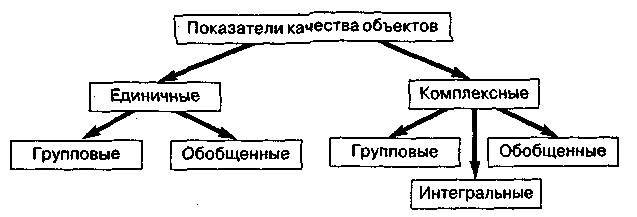 Показатели качества объектов
Единичные
Комплексные
Групповые
Обобщенные
Групповые
Обобщенные
Интегральные